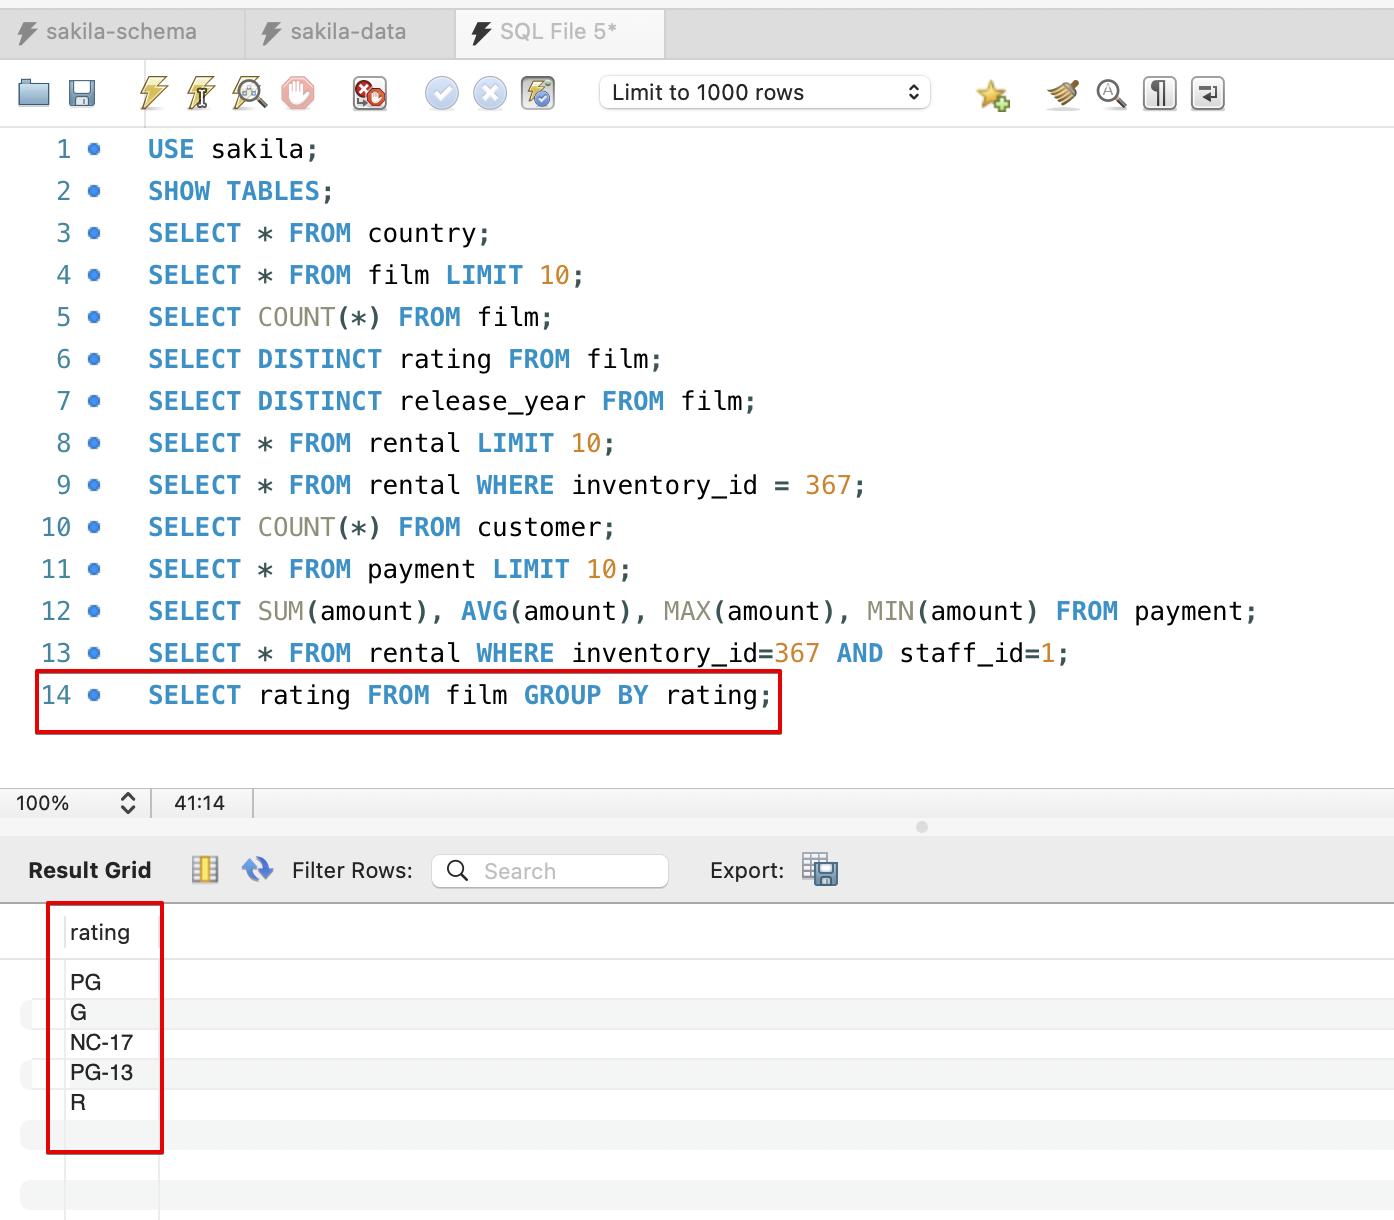 sakila-schema sakila-data SQL File 5*
Limit to 1000 rows
1 USE sakila;
2 SHOW TABLES;
3 SELECT * FROM country;
4 SELECT * FROM film LIMIT 10;
5 SELECT COUNT(*) FROM film;
6 SELECT DISTINCT rating FROM film;
7 SELECT DISTINCT release_year FROM film;
8 SELECT * FROM rental LIMIT 10;
9 SELECT * FROM rental WHERE inventory_id = 367;
10 SELECT COUNT(*) FROM customer;
11 SELECT * FROM payment LIMIT 10;
12 SELECT SUM(amount), AVG(amount), MAX(amount), MIN(amount) FROM payment;
13 SELECT * FROM rental WHERE inventory_id=367 AND staff_id=1;
14 SELECT rating FROM film GROUP BY rating;
100% 41:14
Result Grid Filter Rows: Search Export:
rating
PG
G
NC-17
PG-13
R